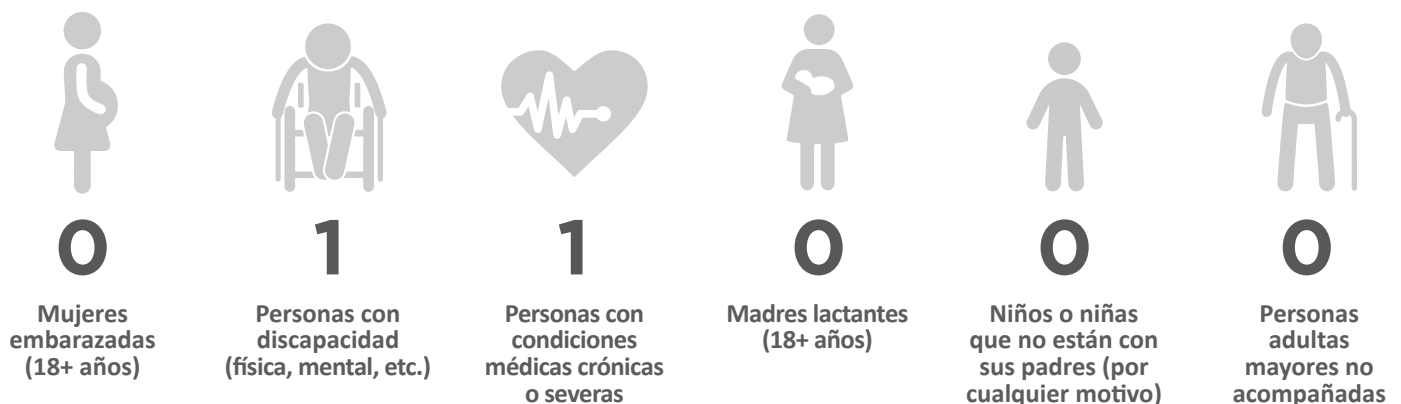 0
Mujeres
embarazadas
(18+ años)
1
Personas con
discapacidad
(física, mental, etc.)
1
Personas con
condiciones
médicas crónicas
o severas
0
Madres lactantes
(18+ años)
0
Niños o niñas
que no están con
sus padres (por
cualquier motivo)
0
Personas
adultas
mayores no
acompañadas